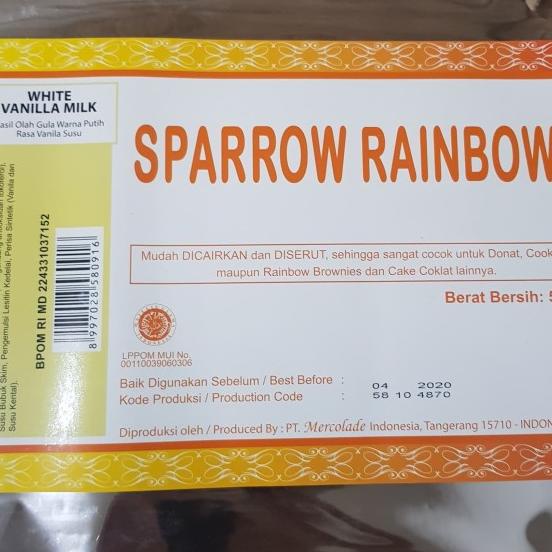 WHITE
VANILLA MILK
asil Olah Gula Warna Putih
Rasa Vanila Susu
SPARROW RAINBOW
Mudah DICAIRKAN dan DISERUT, sehingga sangat cocok untuk Donat, Cook
maupun Rainbow Brownies dan Cake Coklat lainnya.
Berat Bersih: 5
LPPOM MUI No.
00110039060306
Baik Digunakan Sebelum / Best Before : 04 2020
Kode Produksi / Production Code : 58 10 4870
Diproduksi oleh / Produced By : PT. Mercolade Indonesia, Tangerang 15710 - INDON
BPOM RI MD 224331037152
8 997028 580916
Susu Bubuk Skim, Pengemulsi Lesitin Kedelai, Perisa Sintetik (Vanila dan
Susu Kental).